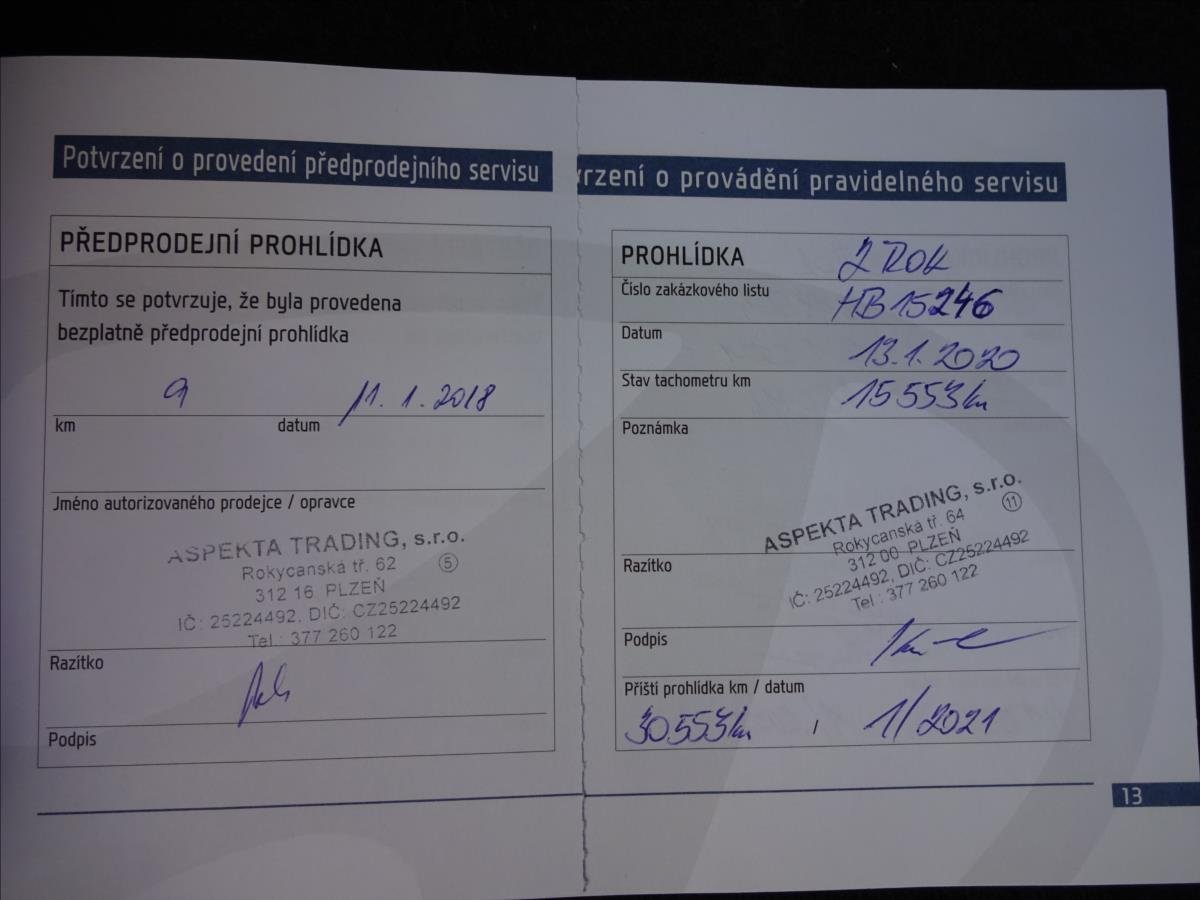 Potvrzení o provedení předprodejního servisu
PŘEDPRODEJNÍ PROHLÍDKA
Tímto se potvrzuje, že byla provedena
bezplatně předprodejní prohlídka
9 11. 1. 2018
km datum
Jméno autorizovaného prodejce / opravce
ASPEKTA TRADING, s.r.o.
Rokycanská tř. 62 5
312 16 PLZEŇ
IČ: 25224492, DIČ: CZ25224492
Tel.: 377 260 122
Razítko
Podpis
vrzení o provádění pravidelného servisu
PROHLÍDKA 2 ROK
Číslo zakázkového listu HB15246
Datum 13.1.2020
Stav tachometru km 15 553km
Poznámka
ASPEKTA TRADING, s.r.o.
Rokycanská tř. 64 11
312 00 PLZEŇ
IČ: 25224492, DIČ: CZ25224492
Tel.: 377 260 122
Razítko
Podpis
Příští prohlídka km / datum
30553km / 1/2021
13